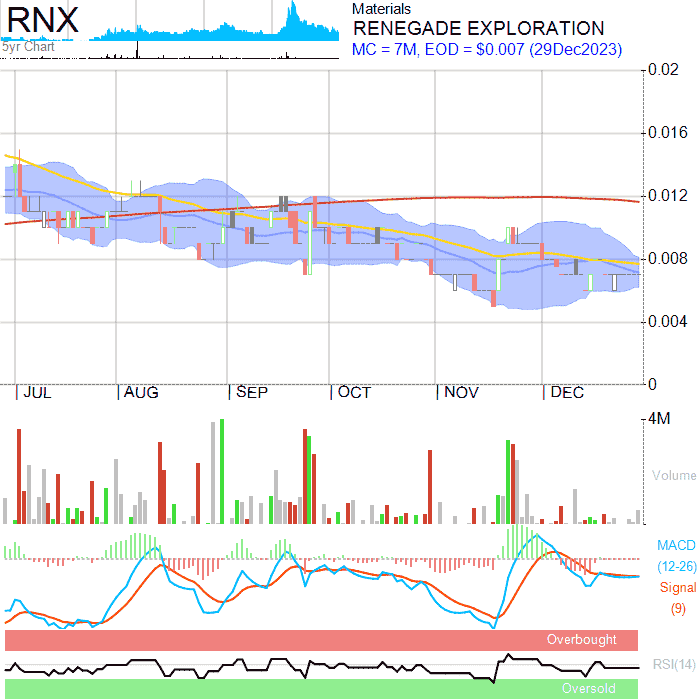 RNX
5yr Chart
Materials
RENEGADE EXPLORATION
MC = 7M, EOD = $0.007 (29Dec2023)
0.02
0.016
0.012
0.008
0.004
0
JUL AUG SEP OCT NOV DEC
4M
Volume
MACD
(12-26)
Signal
(9)
Overbought
RSI(14)
Oversold